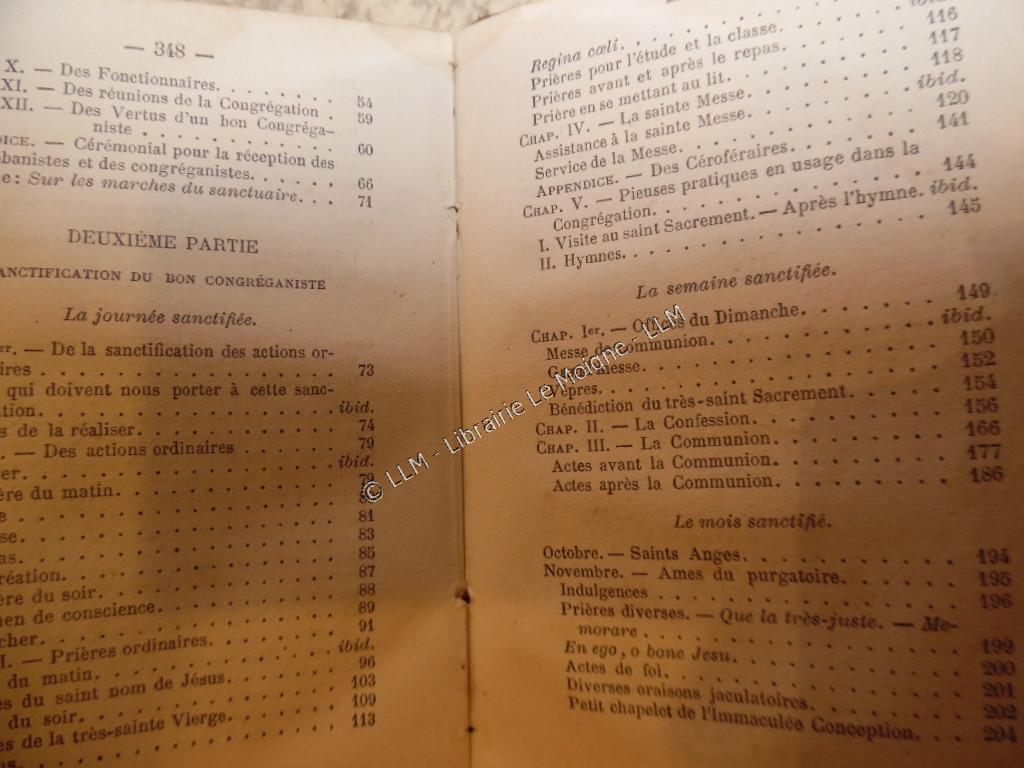 — 348 —
X. — Des Fonctionnaires. 54
XI. — Des réunions de la Congrégation. 59
XII. — Des Vertus d'un bon Congréga-
niste 60
DICE. — Cérémonial pour la réception des
banistes et des congréganistes. 66
e : Sur les marches du sanctuaire. 71
DEUXIÈME PARTIE
ANCTIFICATION DU BON CONGRÉGANISTE
La journée sanctifiée.
er. — De la sanctification des actions or-
ires 73
qui doivent nous porter à cette sanc-
ation. ibid.
s de la réaliser. 74
. — Des actions ordinaires 79
er. ibid.
ère du matin.
e 81
se. 83
as. 85
réation. 87
ère du soir. 88
en de conscience. 89
cher. 91
I. — Prières ordinaires. ibid.
du matin. 96
es du saint nom de Jésus. 103
du soir. 109
es de la très-sainte Vierge. 113
Regina cœli. ibid.
Prières pour l'étude et la classe. 116
Prières avant et après le repas. 117
Prière en se mettant au lit. 118
CHAP. IV. — La sainte Messe. ibid.
Assistance à la sainte Messe. 120
Service de la Messe. 141
APPENDICE. — Des Céroféraires.
CHAP. V. — Pieuses pratiques en usage dans la
Congrégation. 144
I. Visite au saint Sacrement. — Après l'hymne. ibid.
II. Hymnes. 145
La semaine sanctifiée.
CHAP. Ier. — Offices du Dimanche. 149
Messe de Communion. ibid.
Messe. 150
Vêpres. 152
Bénédiction du très-saint Sacrement 154
CHAP. II. — La Confession. 156
CHAP. III. — La Communion. 166
Actes avant la Communion. 177
Actes après la Communion 186
Le mois sanctifié.
Octobre. — Saints Anges. 194
Novembre. — Ames du purgatoire. 195
Indulgences 196
Prières diverses. — Que la très-juste. — Me-
morare 199
En ego, o bone Jesu. 200
Actes de foi. 201
Diverses oraisons jaculatoires. 202
Petit chapelet de l'Immaculée Conception. 204
© LLM - Librairie Le Moigne - LLM